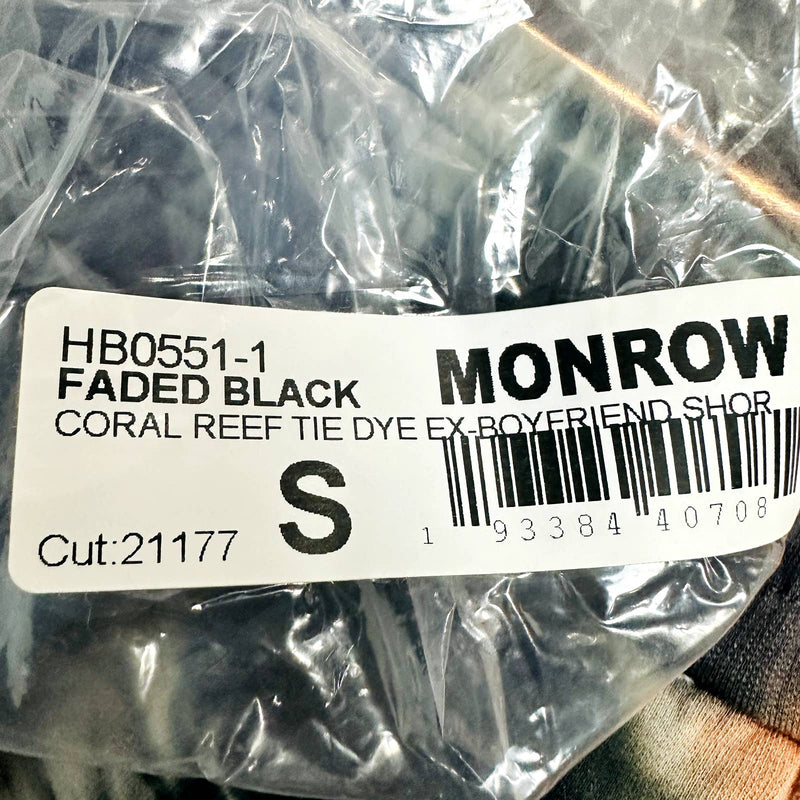 HB0551-1
MONROW
FADED BLACK
CORAL REEF TIE DYE EX-BOYFRIEND SHOR
S
Cut:21177
1 93384 40708